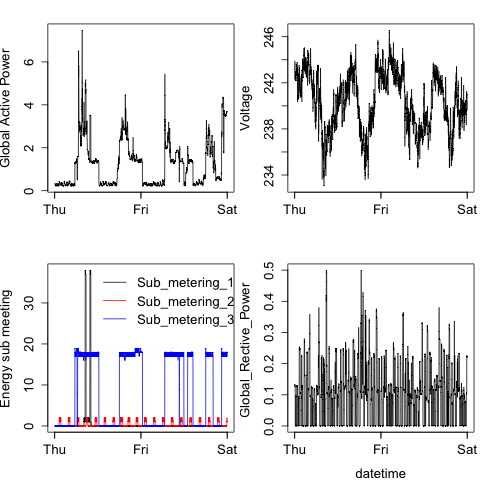 Global Active Power
6
4
2
0
Thu Fri Sat
Voltage
246
242
238
234
Thu Fri Sat
Energy sub meeting
30
20
10
0
Sub_metering_1
Sub_metering_2
Sub_metering_3
Thu Fri Sat
Global_Rective_Power
0.5
0.4
0.3
0.2
0.1
0.0
Thu Fri Sat
datetime